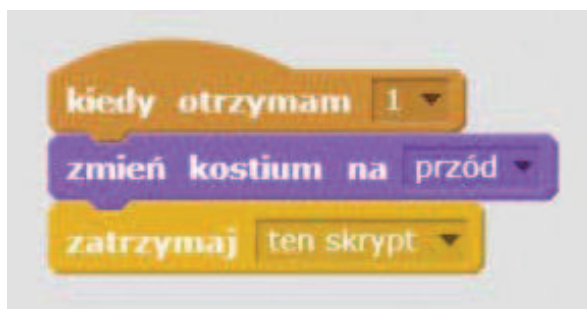 kiedy otrzymam 1
zmień kostium na przód
zatrzymaj ten skrypt